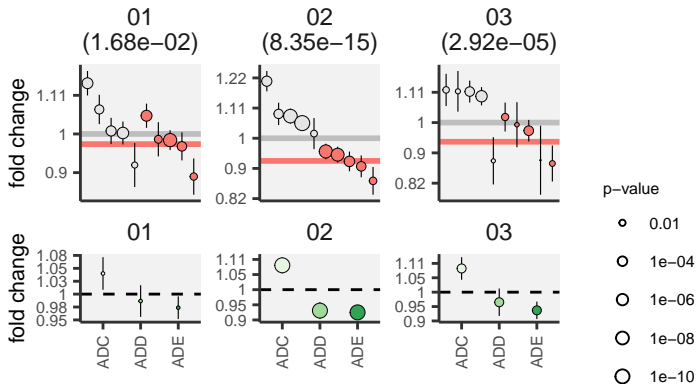 01 02 03
(1.68e−02) (8.35e−15) (2.92e−05)
fold change
1.11
1
0.9
1.22
1.11
1
0.9
0.82
1.11
1
0.9
0.82
01 02 03
fold change
1.08
1.05
1.03
1
0.98
0.95
1.11
1.05
1
0.95
0.9
1.11
1.05
1
0.95
0.9
ADC ADD ADE ADC ADD ADE ADC ADD ADE
p−value
0.01
1e−04
1e−06
1e−08
1e−10